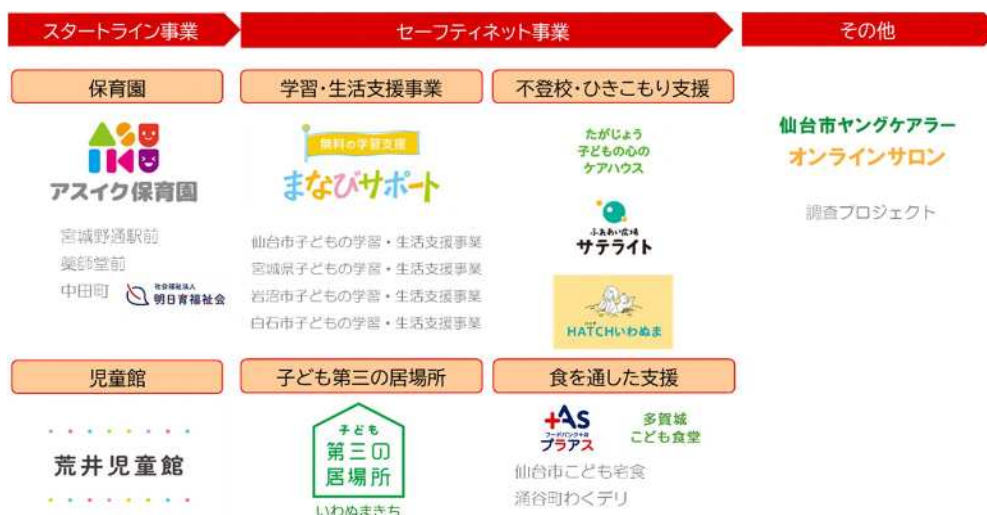 スタートライン事業
セーフティネット事業
その他
保育園
ASUIKU
アスイク保育園
宮城野通駅前
薬師堂前
中田町
社会福祉法人
明日育福祉会
学習・生活支援事業
無料の学習支援
まなびサポート
仙台市子どもの学習・生活支援事業
宮城県子どもの学習・生活支援事業
岩沼市子どもの学習・生活支援事業
白石市子どもの学習・生活支援事業
不登校・ひきこもり支援
たがじょう
子どもの心の
ケアハウス
ふれあい広場
サテライト
HATCHいわぬま
仙台市ヤングケアラー
オンラインサロン
調査プロジェクト
児童館
荒井児童館
子ども第三の居場所
子ども
第三の
居場所
いわぬまきち
食を通した支援
+AS
プラアス
多賀城
こども食堂
仙台市こども宅食
涌谷町わくデリ